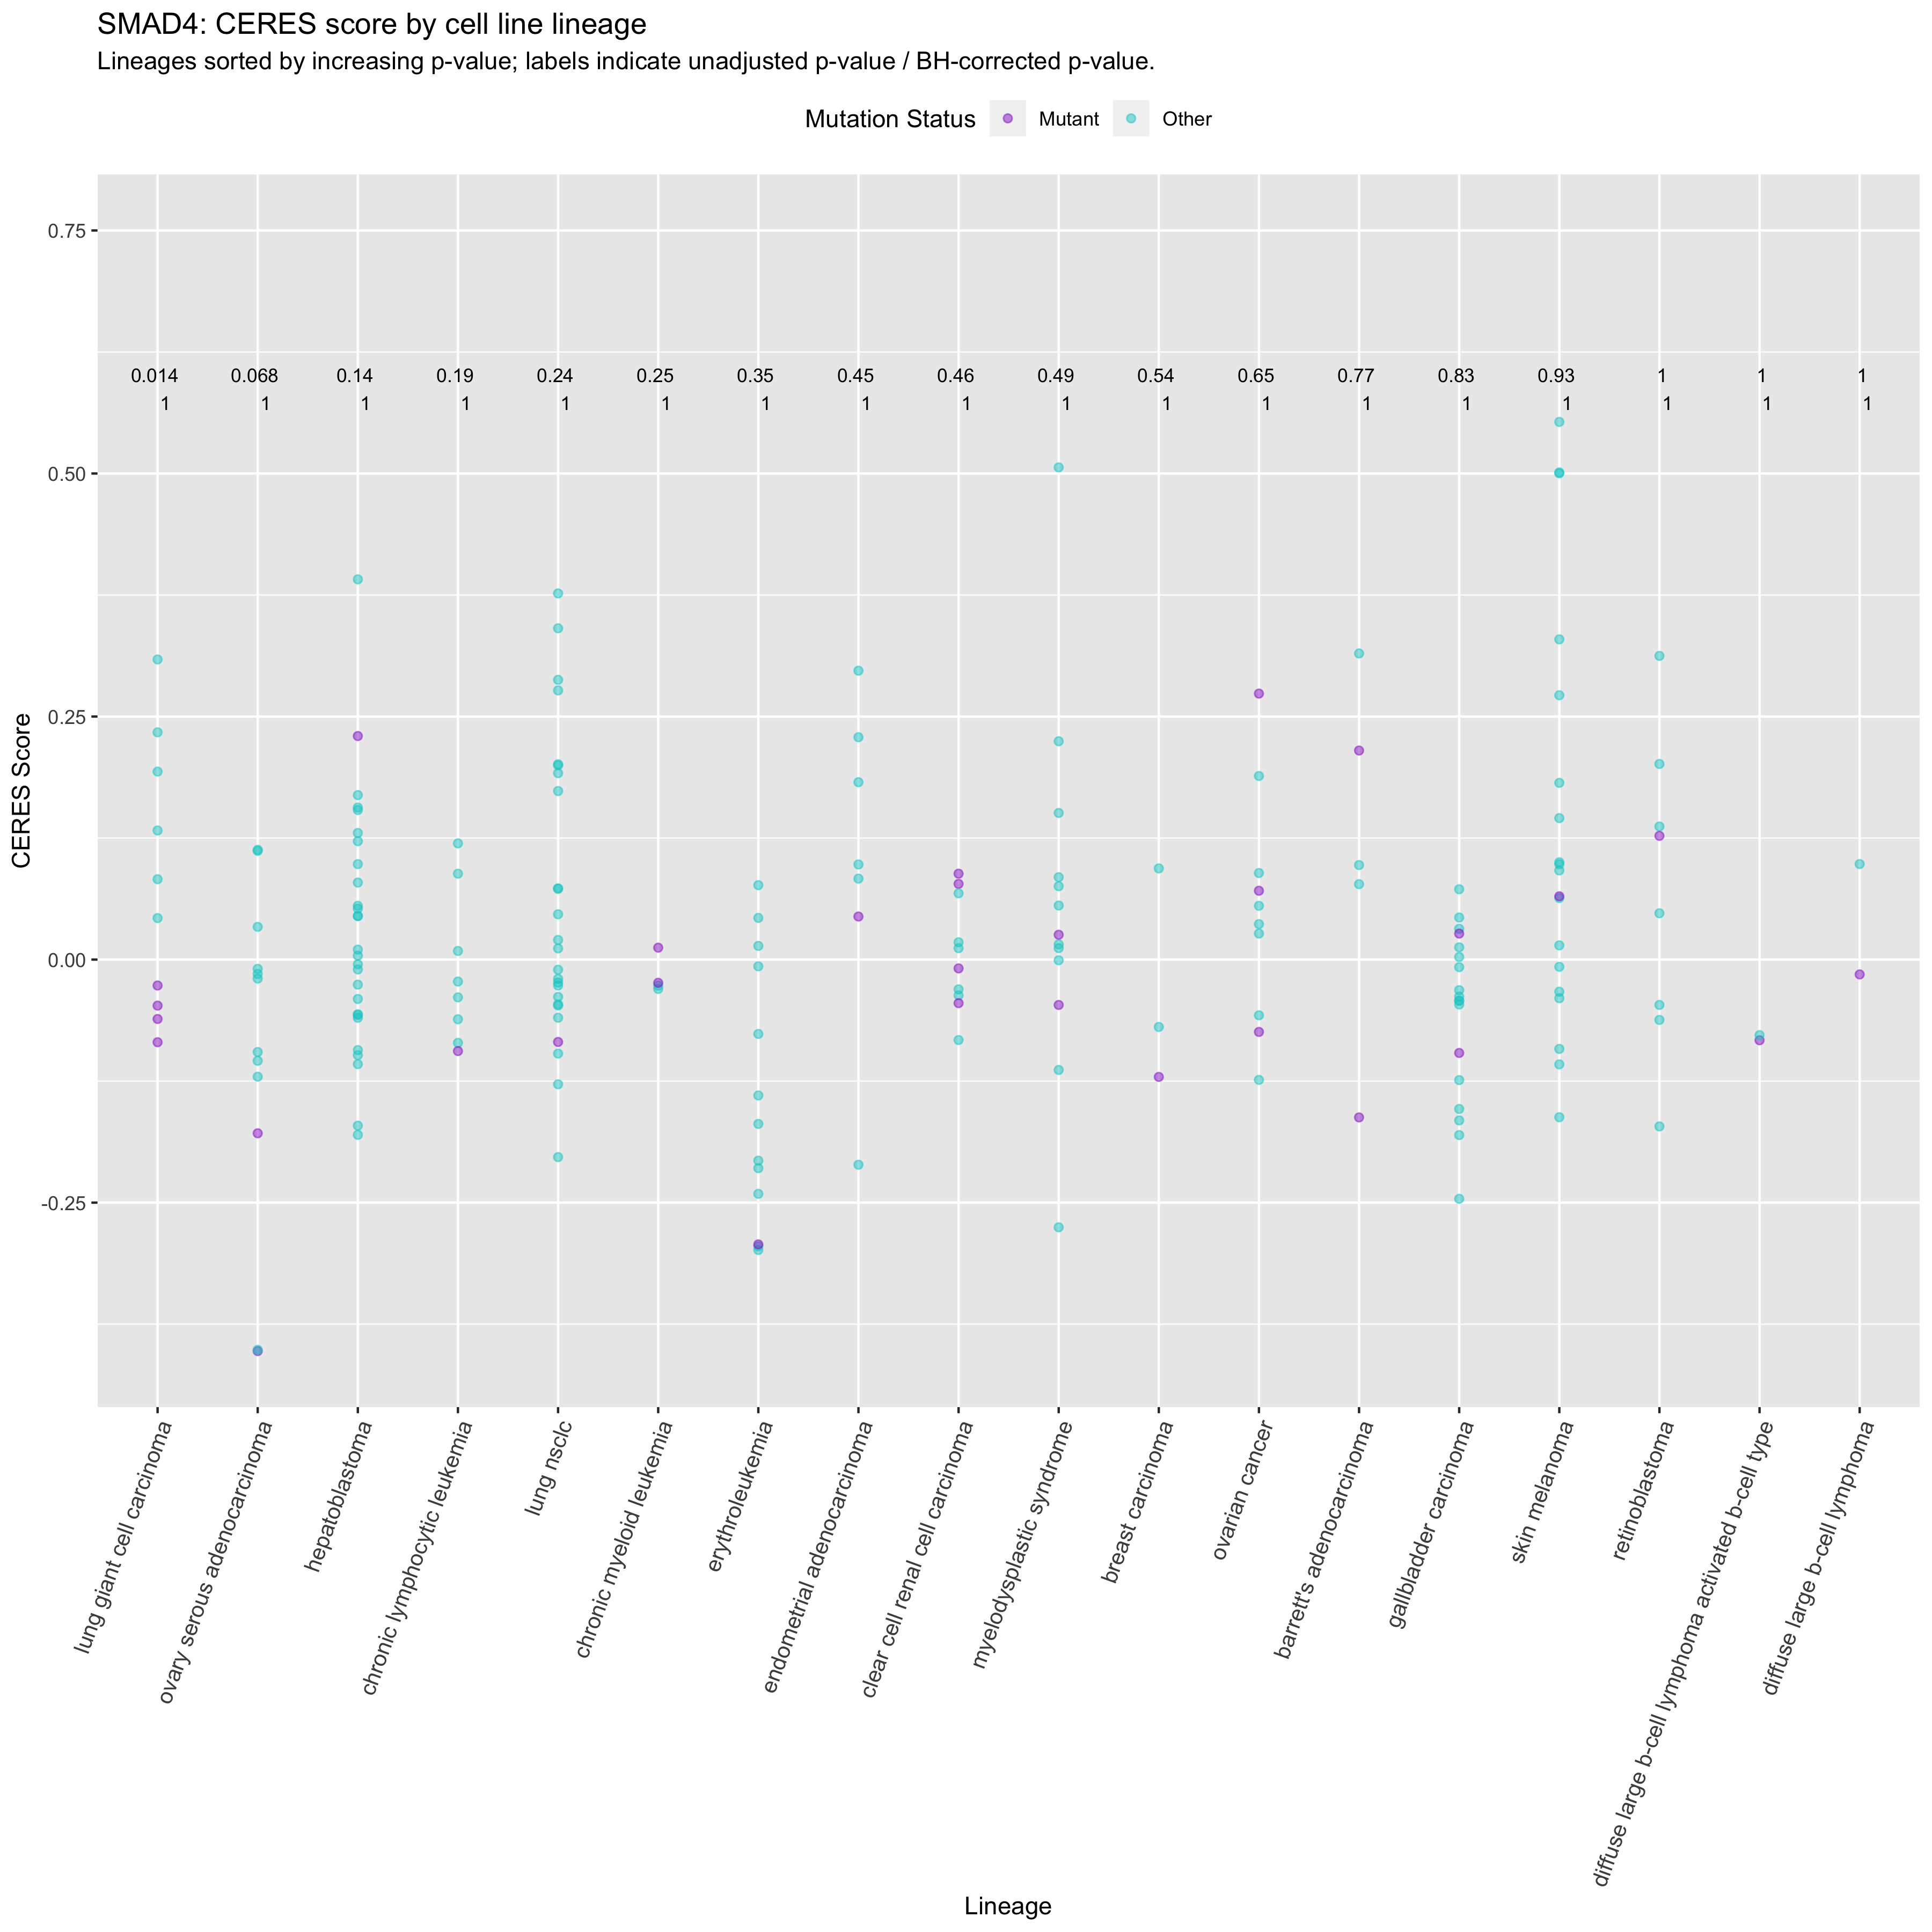 SMAD4: CERES score by cell line lineage
Lineages sorted by increasing p-value; labels indicate unadjusted p-value / BH-corrected p-value.
Mutation Status Mutant Other
0.75
0.014 0.068 0.14 0.19 0.24 0.25 0.35 0.45 0.46 0.49 0.54 0.65 0.77 0.83 0.93 1 1 1
1 1 1 1 1 1 1 1 1 1 1 1 1 1 1 1 1 1
0.50
0.25
0.00
-0.25
CERES Score
lung giant cell carcinoma
ovary serous adenocarcinoma
hepatoblastoma
chronic lymphocytic leukemia
lung nsclc
chronic myeloid leukemia
erythroleukemia
endometrial adenocarcinoma
clear cell renal cell carcinoma
myelodysplastic syndrome
breast carcinoma
ovarian cancer
barrett's adenocarcinoma
gallbladder carcinoma
skin melanoma
retinoblastoma
diffuse large b-cell lymphoma activated b-cell type
diffuse large b-cell lymphoma
Lineage